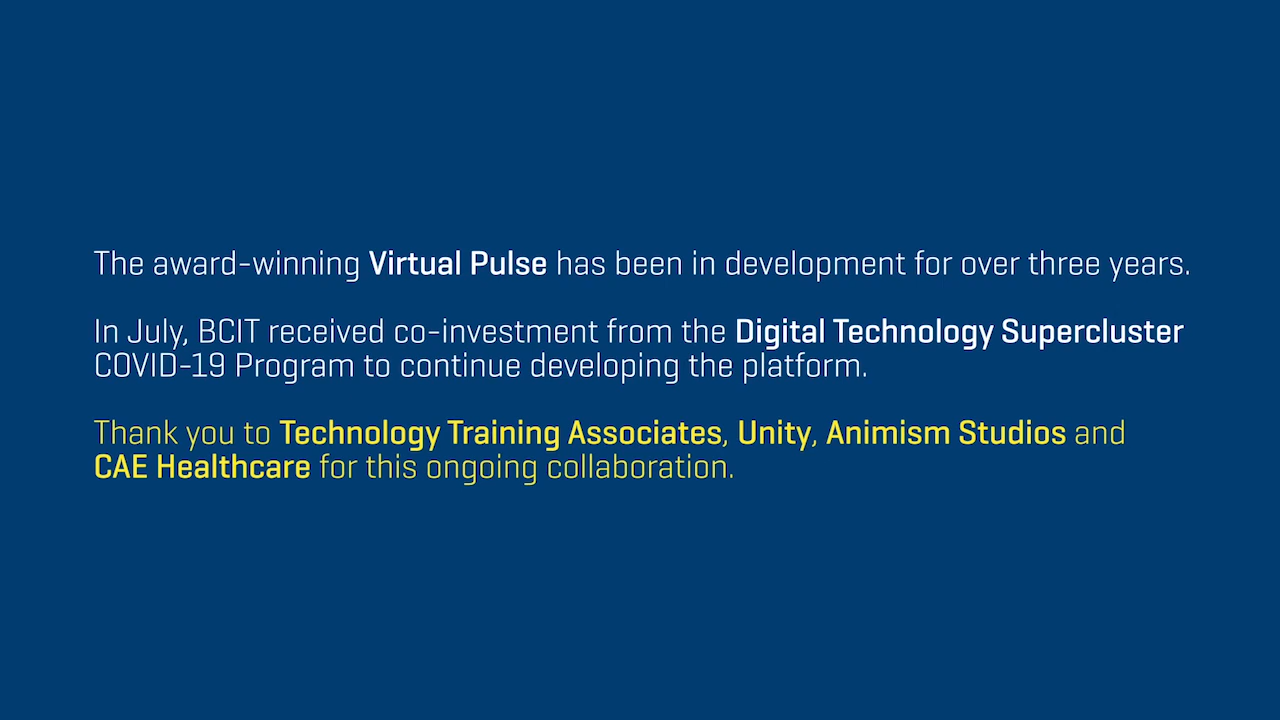 The award-winning Virtual Pulse has been in development for over three years.
In July, BCIT received co-investment from the Digital Technology Supercluster
COVID-19 Program to continue developing the platform.
Thank you to Technology Training Associates, Unity, Animism Studios and
CAE Healthcare for this ongoing collaboration.